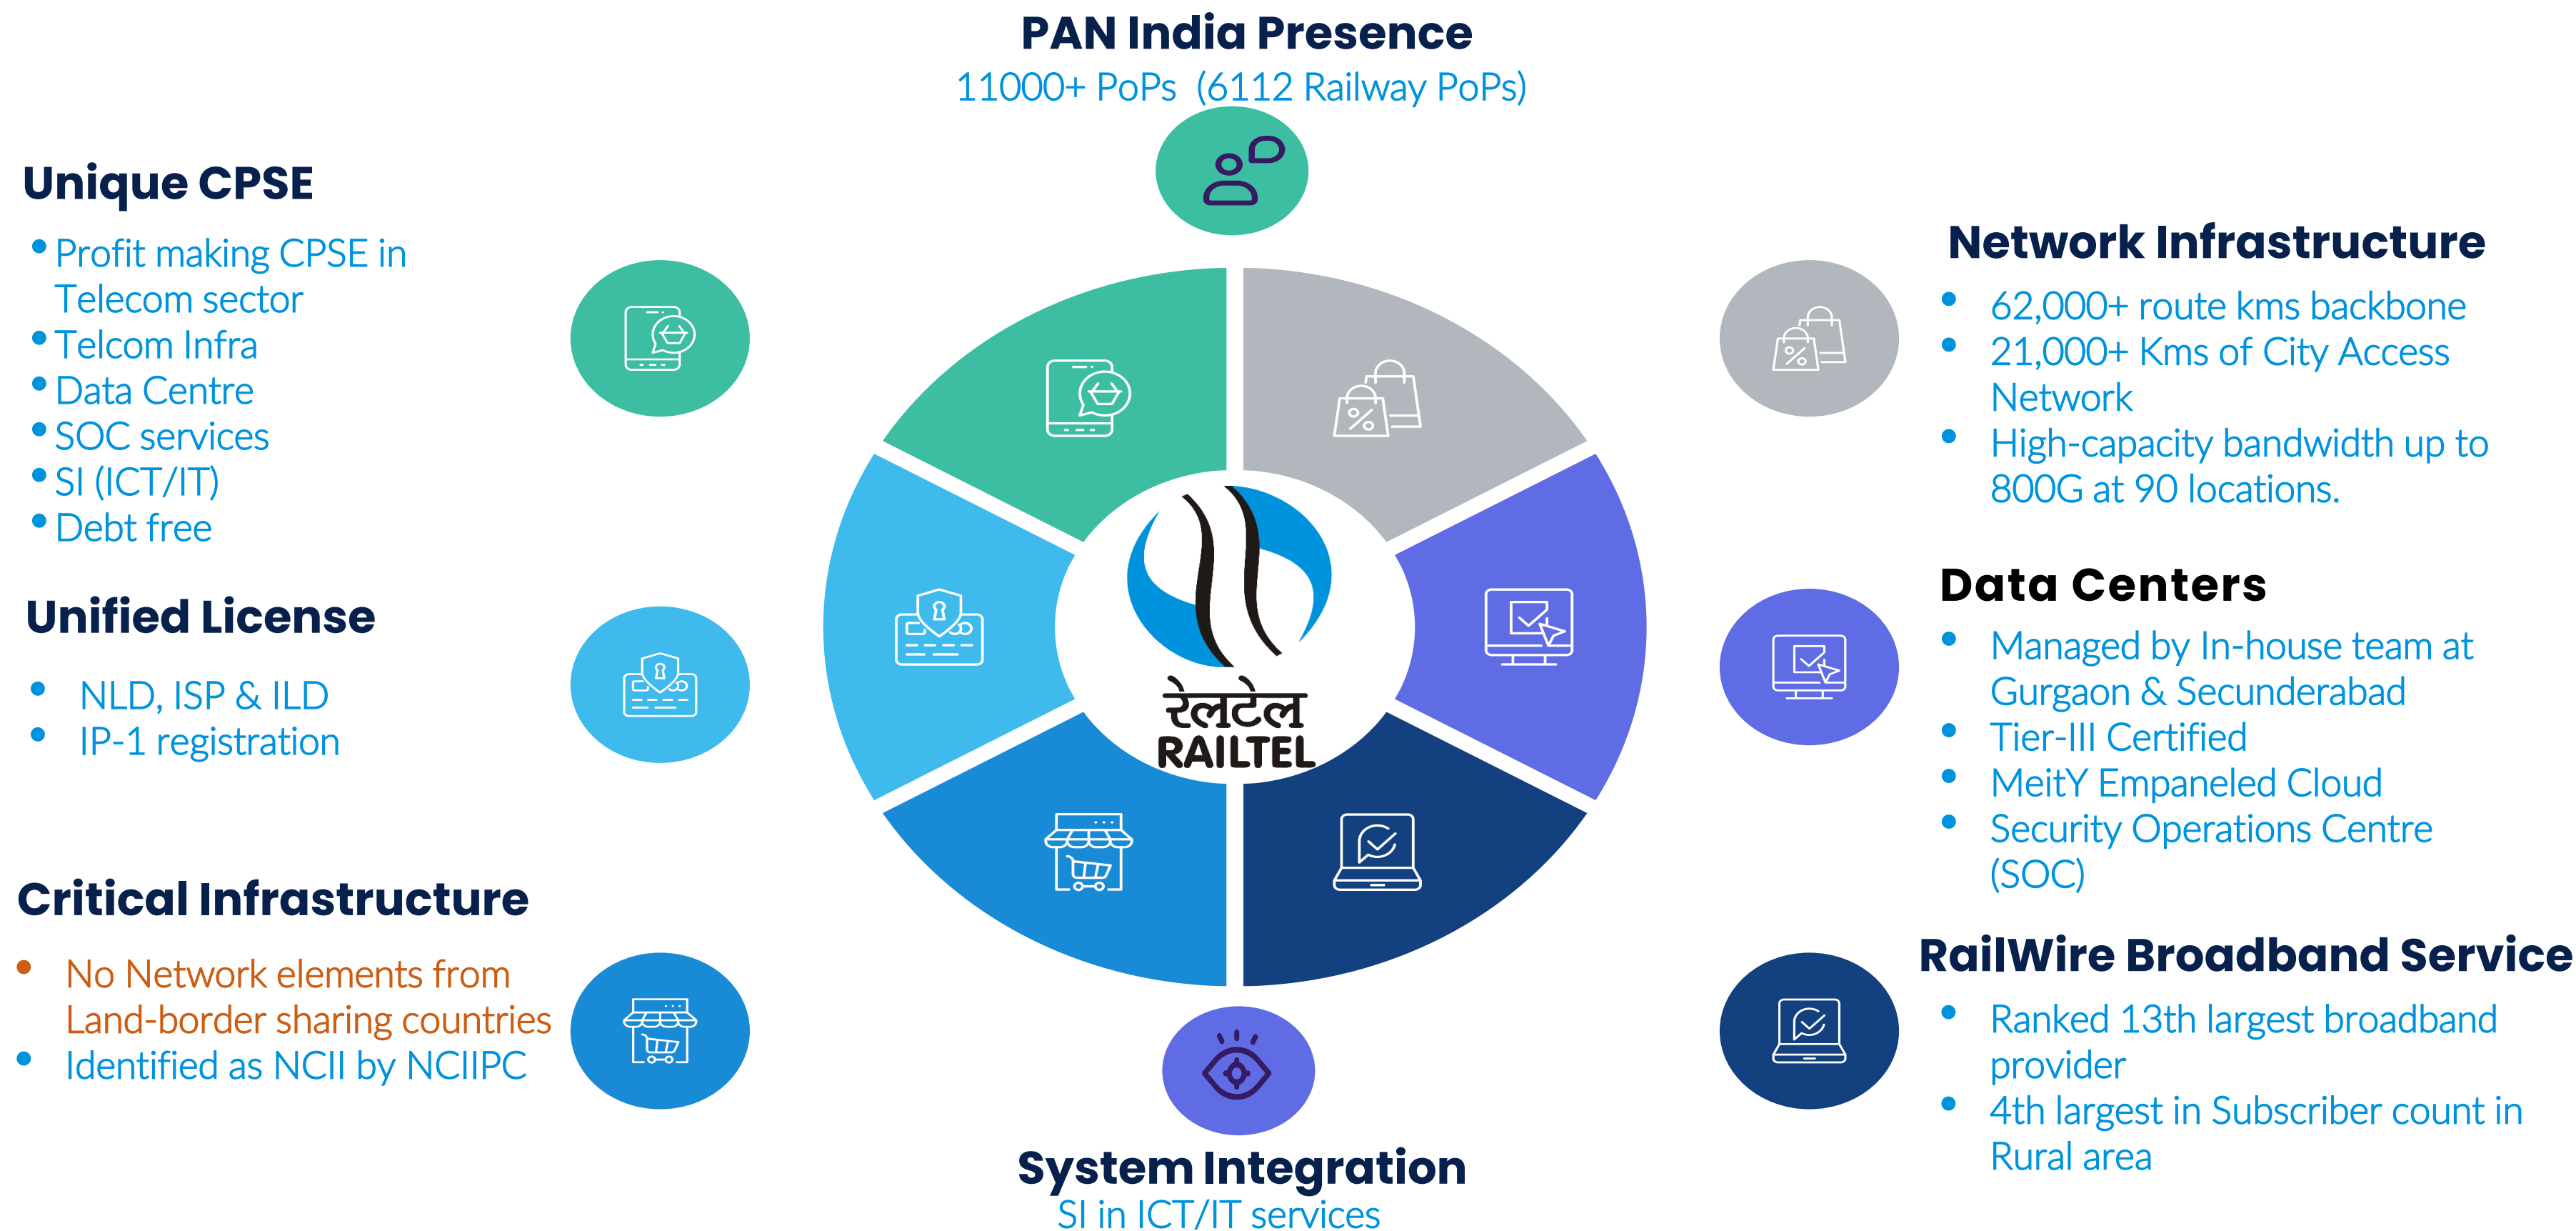 PAN India Presence
11000+ PoPs (6112 Railway PoPs)
Unique CPSE
• Profit making CPSE in
Telecom sector
• Telcom Infra
• Data Centre
• SOC services
• SI (ICT/IT)
• Debt free
Unified License
• NLD, ISP & ILD
• IP-1 registration
Critical Infrastructure
• No Network elements from
Land-border sharing countries
• Identified as NCII by NCIIPC
रेलटेल
RAILTEL
System Integration
SI in ICT/IT services
Network Infrastructure
• 62,000+ route kms backbone
• 21,000+ Kms of City Access
Network
• High-capacity bandwidth up to
800G at 90 locations.
Data Centers
• Managed by In-house team at
Gurgaon & Secunderabad
• Tier-III Certified
• MeitY Empaneled Cloud
• Security Operations Centre
(SOC)
RailWire Broadband Service
• Ranked 13th largest broadband
provider
• 4th largest in Subscriber count in
Rural area